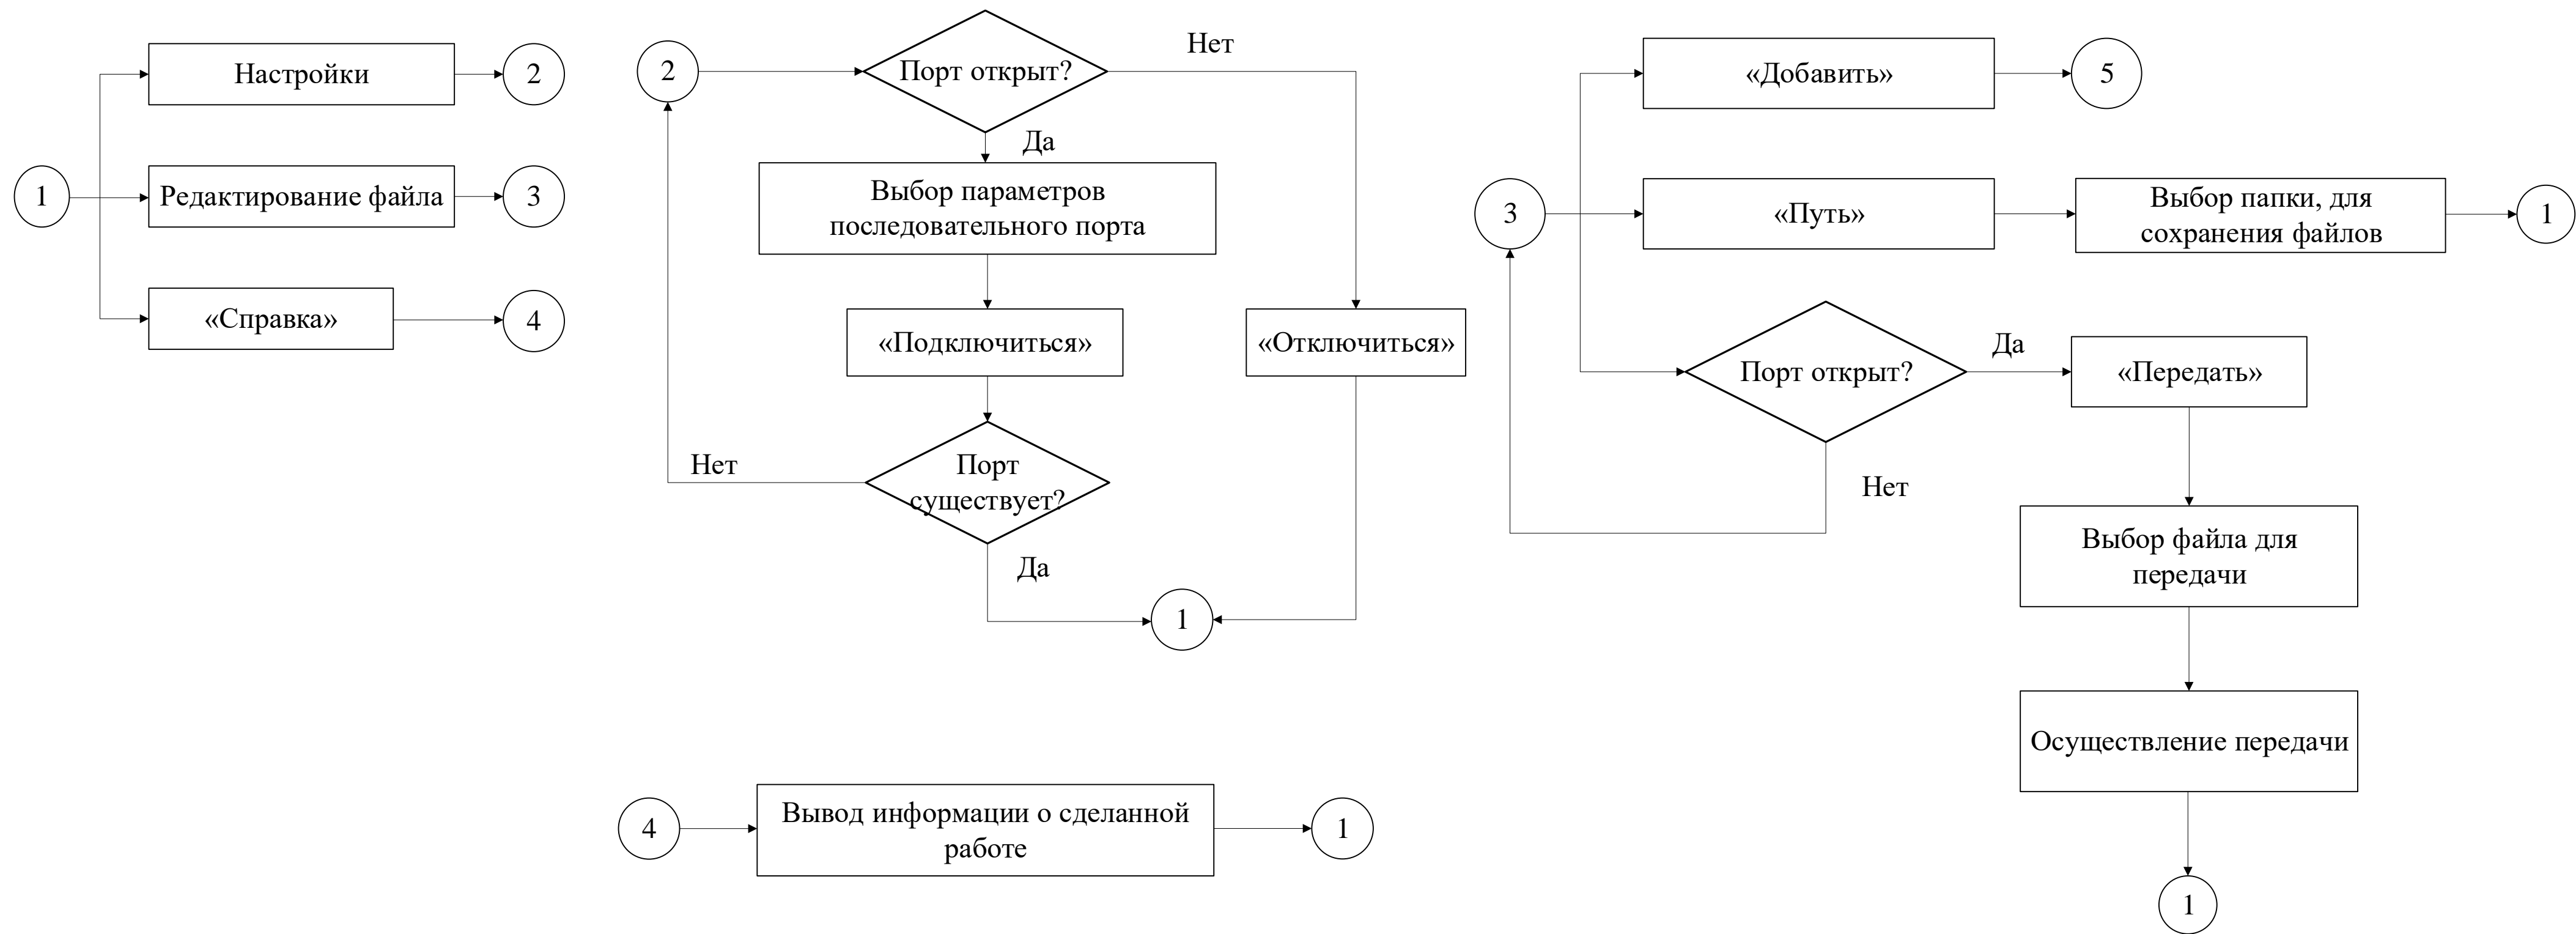 Настройки
2
1
Редактирование файла
3
«Справка»
4
2
Порт открыт?
Нет
Да
Выбор параметров
последовательного порта
«Подключиться»
«Отключиться»
Порт
существует?
Нет
Да
1
4
Вывод информации о сделанной
работе
1
3
«Добавить»
5
«Путь»
Выбор папки, для
сохранения файлов
1
Порт открыт?
Да
«Передать»
Нет
Выбор файла для
передачи
Осуществление передачи
1